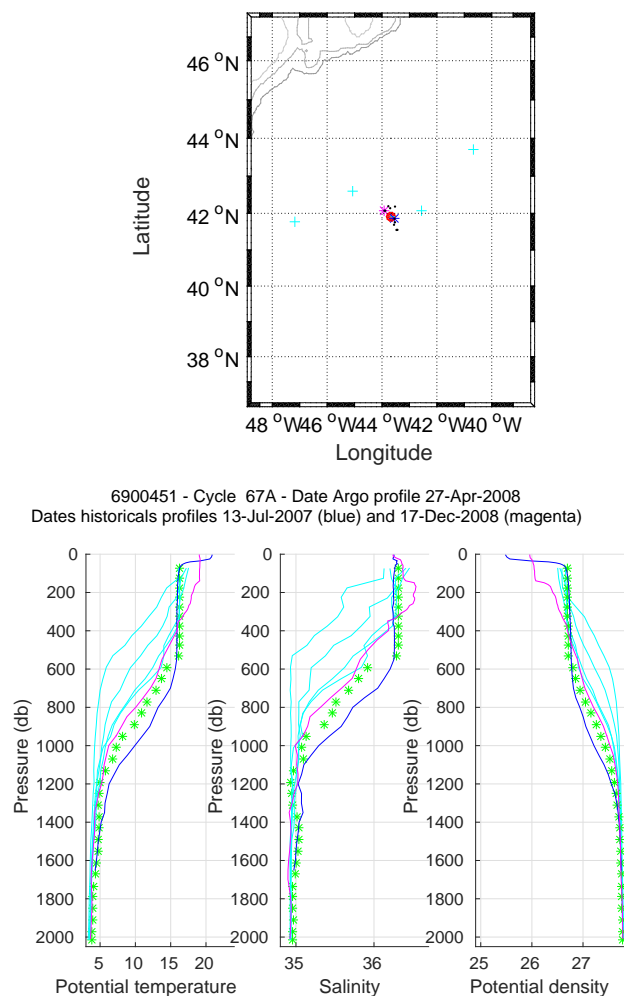 46 °N
44 °N
42 °N
40 °N
38 °N
Latitude
48 °W 46 °W 44 °W 42 °W 40 °W
Longitude
6900451 - Cycle 67A - Date Argo profile 27-Apr-2008
Dates historicals profiles 13-Jul-2007 (blue) and 17-Dec-2008 (magenta)
0
200
400
600
800
1000
1200
1400
1600
1800
2000
Pressure (db)
5 10 15 20
Potential temperature
0
200
400
600
800
1000
1200
1400
1600
1800
2000
Pressure (db)
35 36
Salinity
0
200
400
600
800
1000
1200
1400
1600
1800
2000
Pressure (db)
25 26 27
Potential density